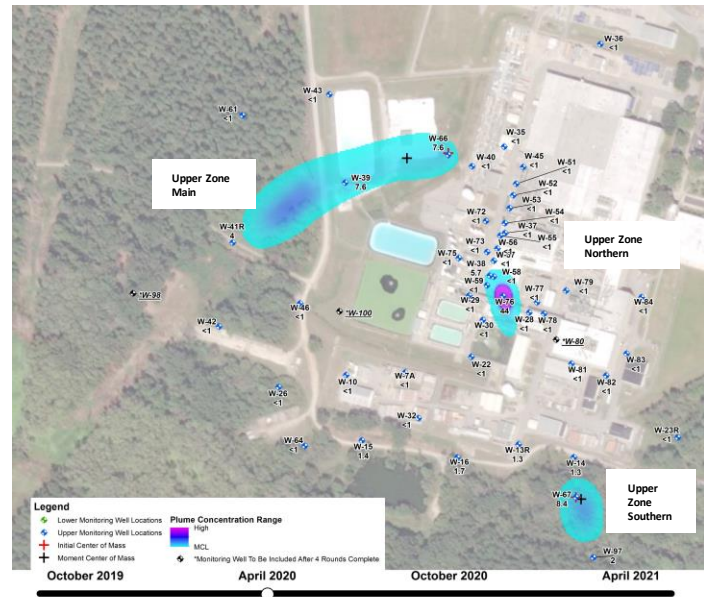 W-36
<1
W-43
<1
W-61
<1
W-66
7.6
W-35
<1
W-40
<1
W-45
<1
W-51
<1
W-52
<1
W-53
<1
W-54
<1
W-37
<1
W-55
<1
Upper Zone
Main
W-39
7.6
W-41R
4
W-72
<1
W-73
<1
W-56
<1
W-75
<1
W-38
5.7
W-58
<1
W-59
<1
Upper Zone
Northern
W-29
<1
W-76
44
W-77
<1
W-79
<1
W-84
<1
*W-98
W-46
<1
*W-100
W-42
<1
W-30
<1
W-28
<1
W-78
<1
*W-80
W-22
<1
W-81
<1
W-82
<1
W-83
<1
W-10
<1
W-7A
<1
W-26
<1
W-32
<1
W-64
<1
W-15
1.4
W-16
1.7
W-13R
1.3
W-14
1.3
W-23R
<1
W-67
8.4
Upper
Zone
Southern
W-97
2
Legend
Lower Monitoring Well Locations
Upper Monitoring Well Locations
Initial Center of Mass
Moment Center of Mass
Plume Concentration Range
High
MCL
*Monitoring Well To Be Included After 4 Rounds Complete
October 2019
April 2020
October 2020
April 2021